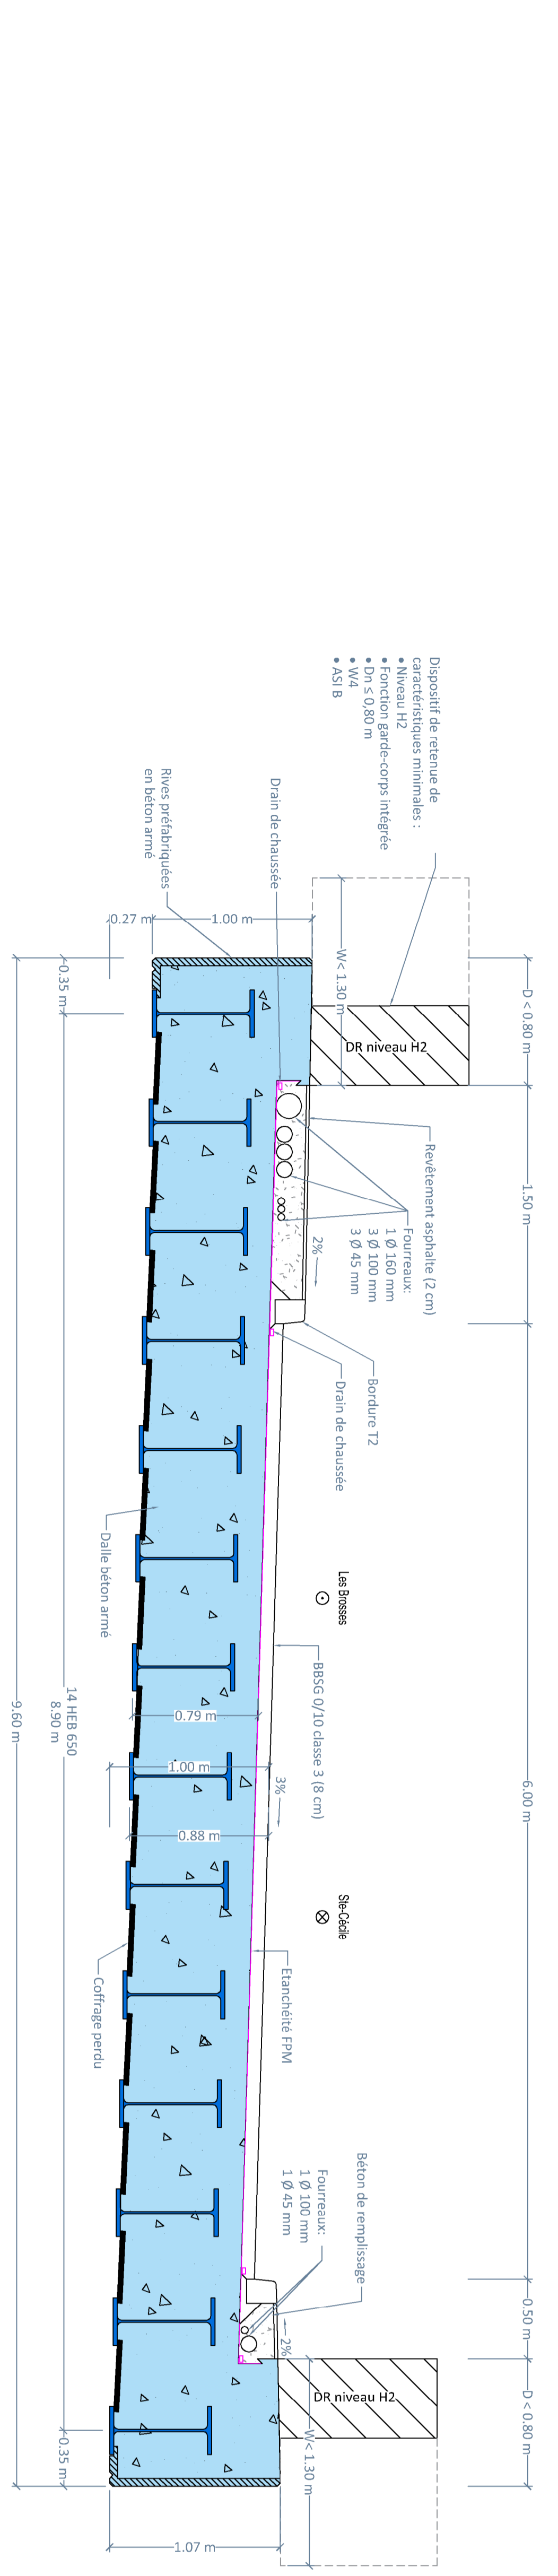 Dispositif de retenue de
caractéristiques minimales :
• Niveau H2
• Fonction garde-corps intégrée
• Dn ≤ 0,80 m
• W4
• ASI B
Drain de chaussée
Rives préfabriquées
en béton armé
D < 0.80 m
1.50 m
6.00 m
0.50 m
D < 0.80 m
W< 1.30 m
DR niveau H2
1.00 m
0.27 m
Revêtement asphalte (2 cm)
Fourreaux:
1 Ø 160 mm
3 Ø 100 mm
3 Ø 45 mm
2%
Bordure T2
Drain de chaussée
Les Brosses
BBSG 0/10 classe 3 (8 cm)
3%
Ste-Cécile
Etanchéité FPM
Béton de remplissage
Fourreaux:
1 Ø 100 mm
1 Ø 45 mm
2%
DR niveau H2
W< 1.30 m
0.79 m
1.00 m
0.88 m
Dalle béton armé
Coffrage perdu
1.07 m
0.35 m
14 HEB 650
8.90 m
0.35 m
9.60 m